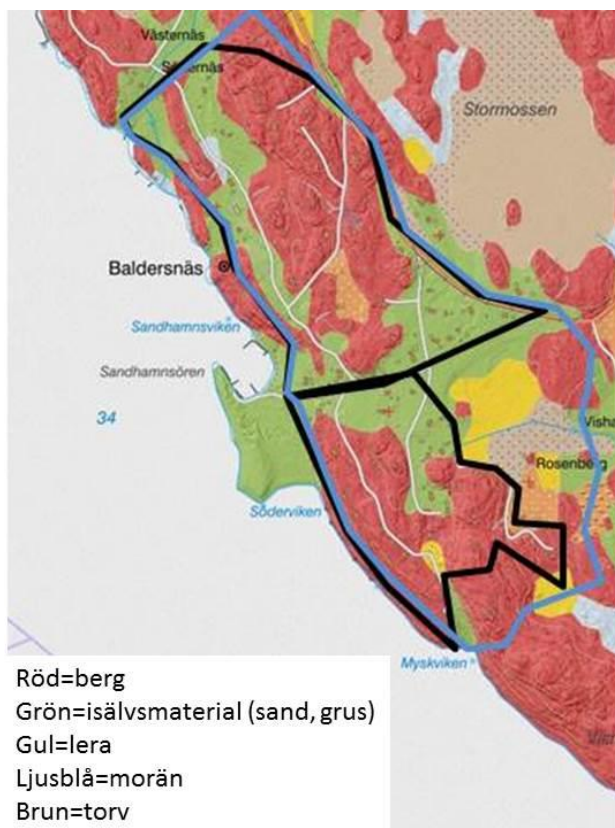 Västernäs
Stormossen
Baldersnäs
Sandhamnsviken
Sandhamnsören
34
Rosenberg
Söderviken
Myskviken
Röd=berg
Grön=isälvsmaterial (sand, grus)
Gul=lera
Ljusblå=morän
Brun=torv